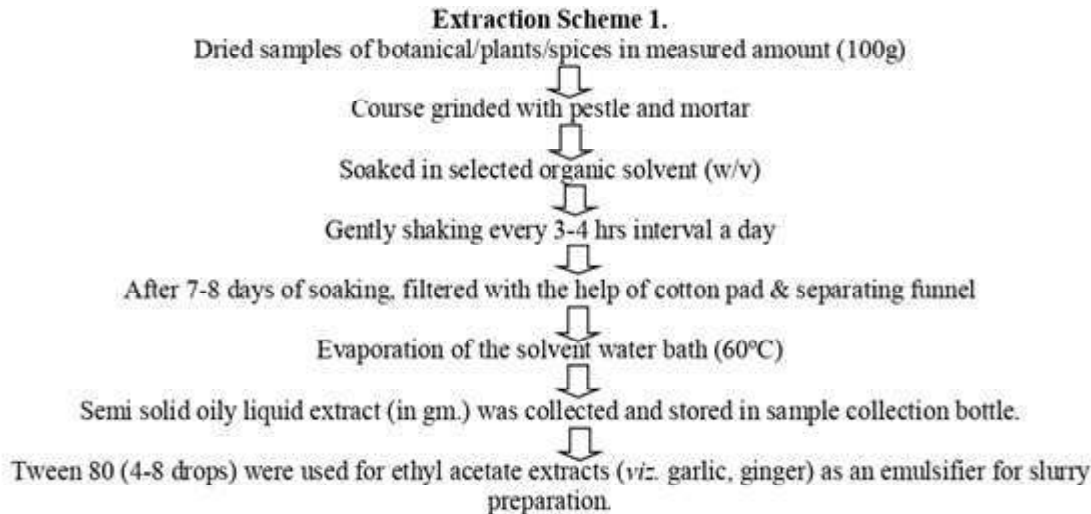 Extraction Scheme 1.
Dried samples of botanical/plants/spices in measured amount (100g)
Course grinded with pestle and mortar
Soaked in selected organic solvent (w/v)
Gently shaking every 3-4 hrs interval a day
After 7-8 days of soaking, filtered with the help of cotton pad & separating funnel
Evaporation of the solvent water bath (60ºC)
Semi solid oily liquid extract (in gm.) was collected and stored in sample collection bottle.
Tween 80 (4-8 drops) were used for ethyl acetate extracts (viz. garlic, ginger) as an emulsifier for slurry
preparation.